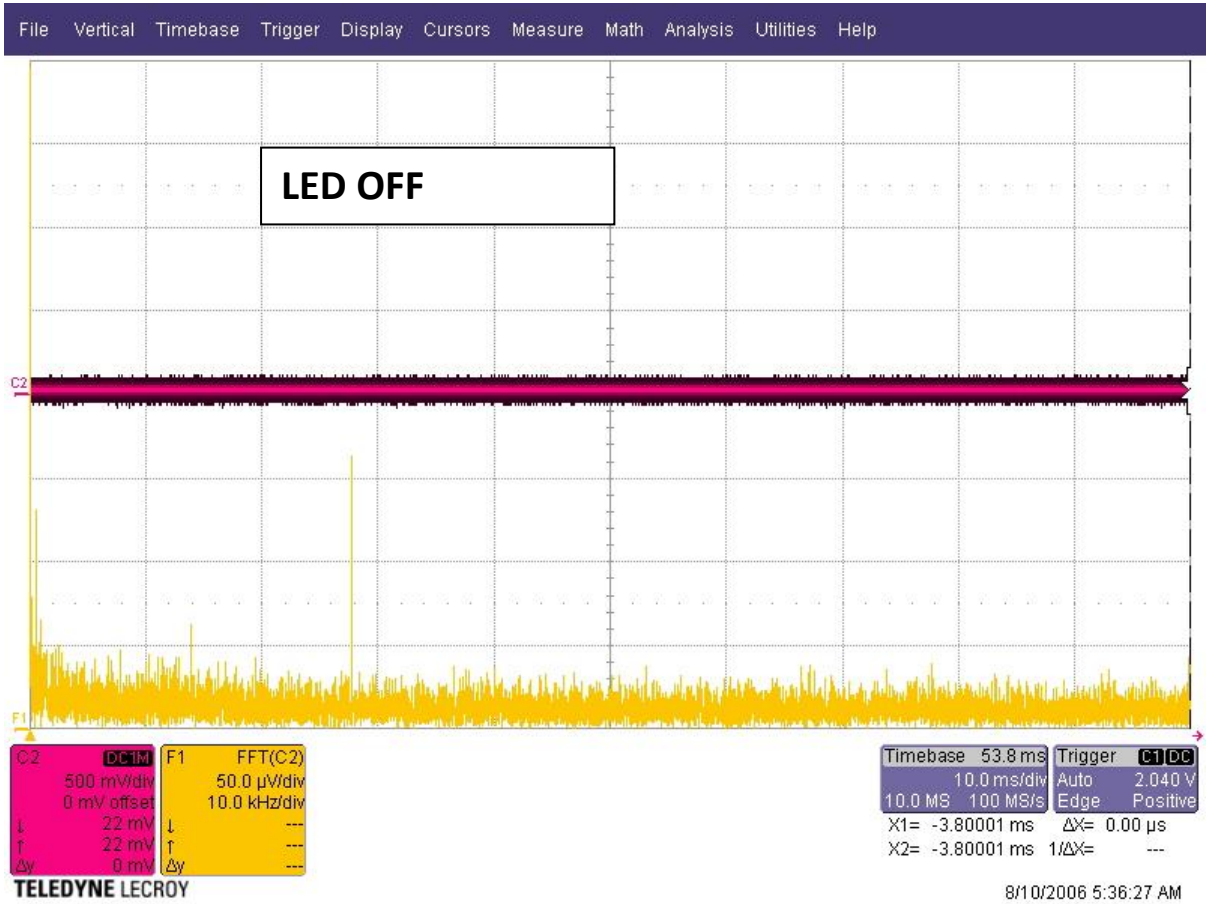 File Vertical Timebase Trigger Display Cursors Measure Math Analysis Utilities Help
LED OFF
C2
F1
C2 DC1M
500 mV/div
0 mV offset
↓ 22 mV
↑ 22 mV
Δy 0 mV
F1 FFT(C2)
50.0 µV/div
10.0 kHz/div
↓ ---
↑ ---
Δy ---
Timebase 53.8 ms
10.0 ms/div
10.0 MS 100 MS/s
Trigger C1 DC
Auto 2.040 V
Edge Positive
X1= -3.80001 ms ΔX= 0.00 µs
X2= -3.80001 ms 1/ΔX= ---
TELEDYNE LECROY
8/10/2006 5:36:27 AM